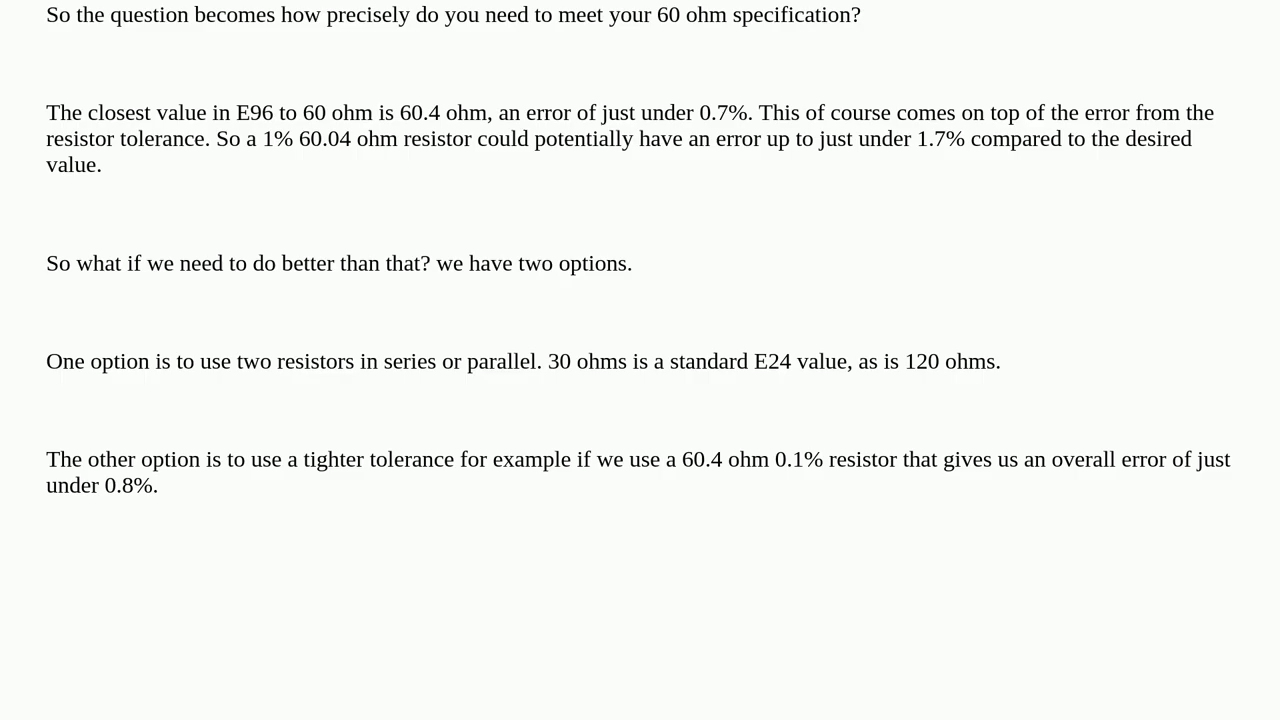 So the question becomes how precisely do you need to meet your 60 ohm specification?
The closest value in E96 to 60 ohm is 60.4 ohm, an error of just under 0.7%. This of course comes on top of the error from the
resistor tolerance. So a 1% 60.04 ohm resistor could potentially have an error up to just under 1.7% compared to the desired
value.
So what if we need to do better than that? we have two options.
One option is to use two resistors in series or parallel. 30 ohms is a standard E24 value, as is 120 ohms.
The other option is to use a tighter tolerance for example if we use a 60.4 ohm 0.1% resistor that gives us an overall error of just
under 0.8%.